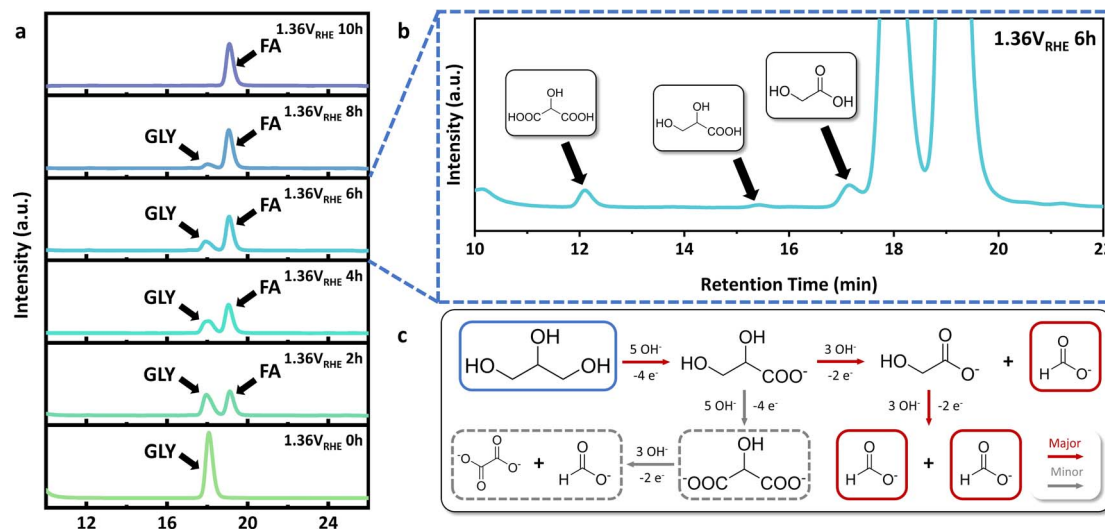 a
1.36V_RHE 10h
FA
1.36V_RHE 8h
GLY
FA
1.36V_RHE 6h
GLY
FA
1.36V_RHE 4h
GLY
FA
1.36V_RHE 2h
GLY
FA
1.36V_RHE 0h
GLY
12 16 20 24
Intensity (a.u.)
b
1.36V_RHE 6h
OH
HOOC COOH
OH
HO COOH
O
HO OH
Intensity (a.u.)
10 12 14 16 18 20 22
Retention Time (min)
c
OH
HO OH
5 OH⁻
-4 e⁻
OH
HO
COO⁻
3 OH⁻
-2 e⁻
O
HO O⁻
+
O
H O⁻
5 OH⁻ -4 e⁻
3 OH⁻ -2 e⁻
O
⁻O O⁻
O
+
O
H O⁻
3 OH⁻
-2 e⁻
OH
⁻OOC COO⁻
O
H O⁻
+
O
H O⁻
Major
Minor